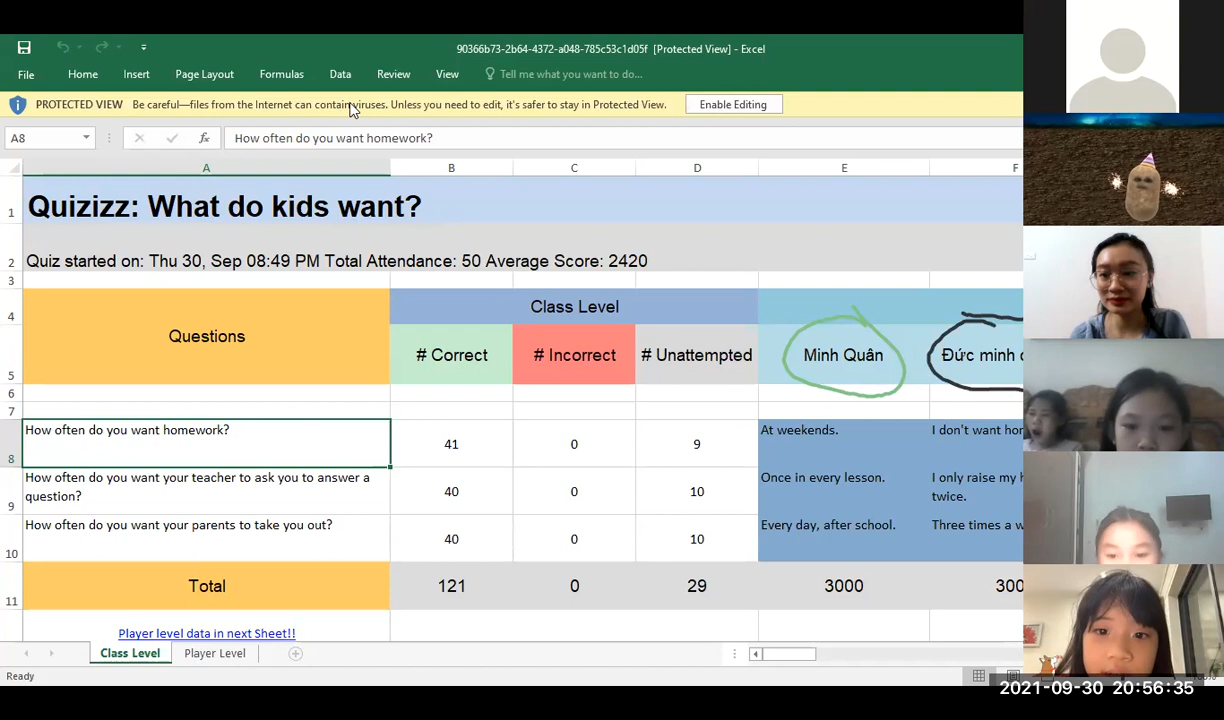 90366b73-2b64-4372-a048-785c53c1d05f [Protected View] - Excel
File Home Insert Page Layout Formulas Data Review View Tell me what you want to do...
PROTECTED VIEW Be careful—files from the Internet can contain viruses. Unless you need to edit, it's safer to stay in Protected View. Enable Editing
A8 fx How often do you want homework?
A B C D E F
1 Quizizz: What do kids want?
2 Quiz started on: Thu 30, Sep 08:49 PM Total Attendance: 50 Average Score: 2420
3
4 Class Level
5 Questions # Correct # Incorrect # Unattempted Minh Quân Đức minh
6
7
8 How often do you want homework? 41 0 9 At weekends. I don't want
9 How often do you want your teacher to ask you to answer a question? 40 0 10 Once in every lesson. I only raise my twice.
10 How often do you want your parents to take you out? 40 0 10 Every day, after school. Three times a
11 Total 121 0 29 3000
Player level data in next Sheet!!
Class Level Player Level
Ready
2021-09-30 20:56:35